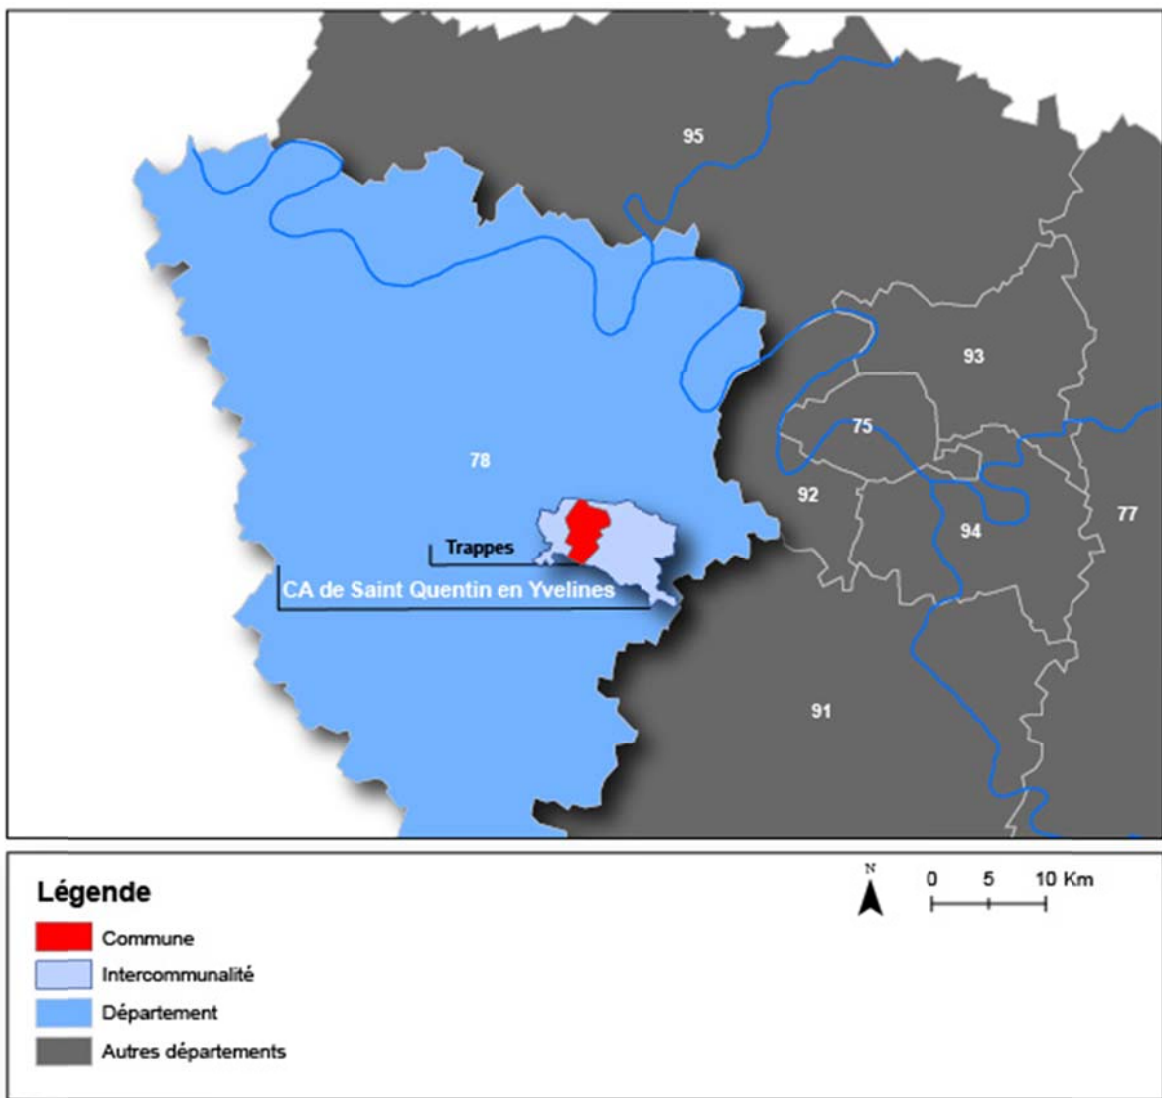 95
93
75
78
92
77
94
Trappes
CA de Saint Quentin en Yvelines
91
Légende
N
0 5 10 Km
Commune
Intercommunalité
Département
Autres départements